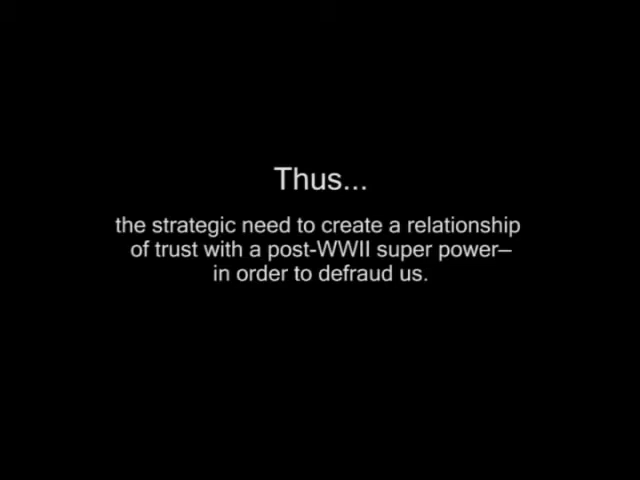 Thus...
the strategic need to create a relationship
of trust with a post-WWII super power–
in order to defraud us.